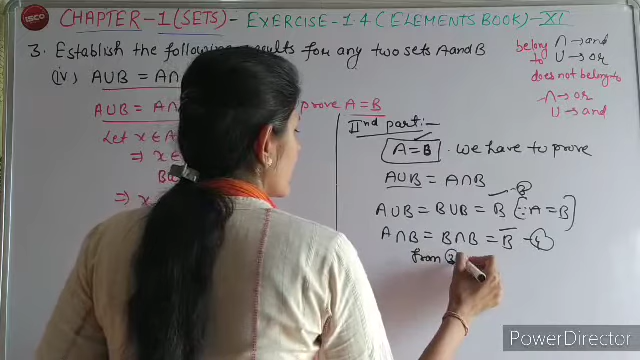 ISCO CHAPTER-1 (SETS) - EXERCISE-1.4 (ELEMENTS BOOK) - XI
3. Establish the following results for any two sets A and B
(iv) A∪B = A∩
A∪B = A∩ prove A = B
Let x ∈ A
⇒ x ∈
Bu
⇒ x
belong to ∩ → and
∪ → or
does not belong to
∩ → or
∪ → and
IInd part:-
A = B . We have to prove
A∪B = A∩B
A∪B = B∪B = B - 3 [∵ A = B]
A∩B = B∩B = B - 4
from 3
PowerDirector